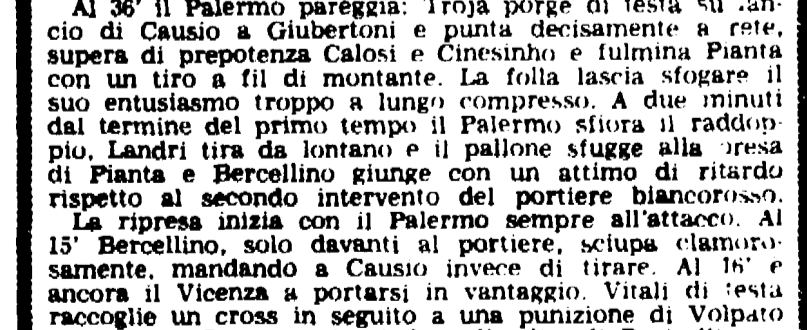 Al 36' il Palermo pareggia: Troja porge di testa su lan-
cio di Causio a Giubertoni e punta decisamente a rete,
supera di prepotenza Calosi e Cinesinho e fulmina Pianta
con un tiro a fil di montante. La folla lascia sfogare il
suo entusiasmo troppo a lungo compresso. A due minuti
dal termine del primo tempo il Palermo sfiora il raddop-
pio, Landri tira da lontano e il pallone sfugge alla presa
di Pianta e Bercellino giunge con un attimo di ritardo
rispetto al secondo intervento del portiere biancorosso.
La ripresa inizia con il Palermo sempre all'attacco. Al
15' Bercellino, solo davanti al portiere, sciupa clamoro-
samente, mandando a Causio invece di tirare. Al 16' e
ancora il Vicenza a portarsi in vantaggio. Vitali di testa
raccoglie un cross in seguito a una punizione di Volpato